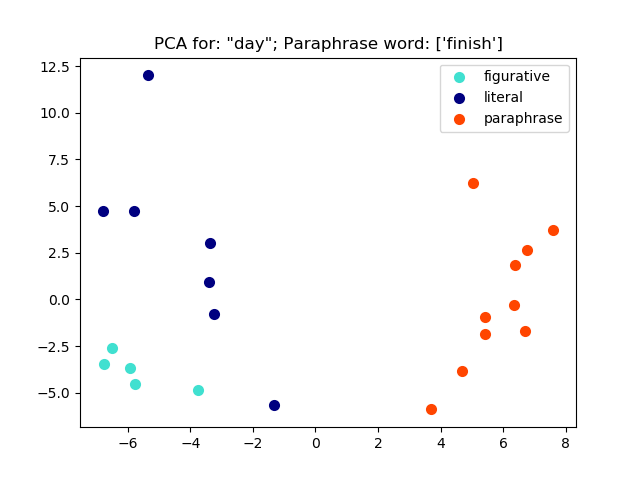 PCA for: "day"; Paraphrase word: ['finish']
figurative
literal
paraphrase
12.5
10.0
7.5
5.0
2.5
0.0
−2.5
−5.0
−6 −4 −2 0 2 4 6 8